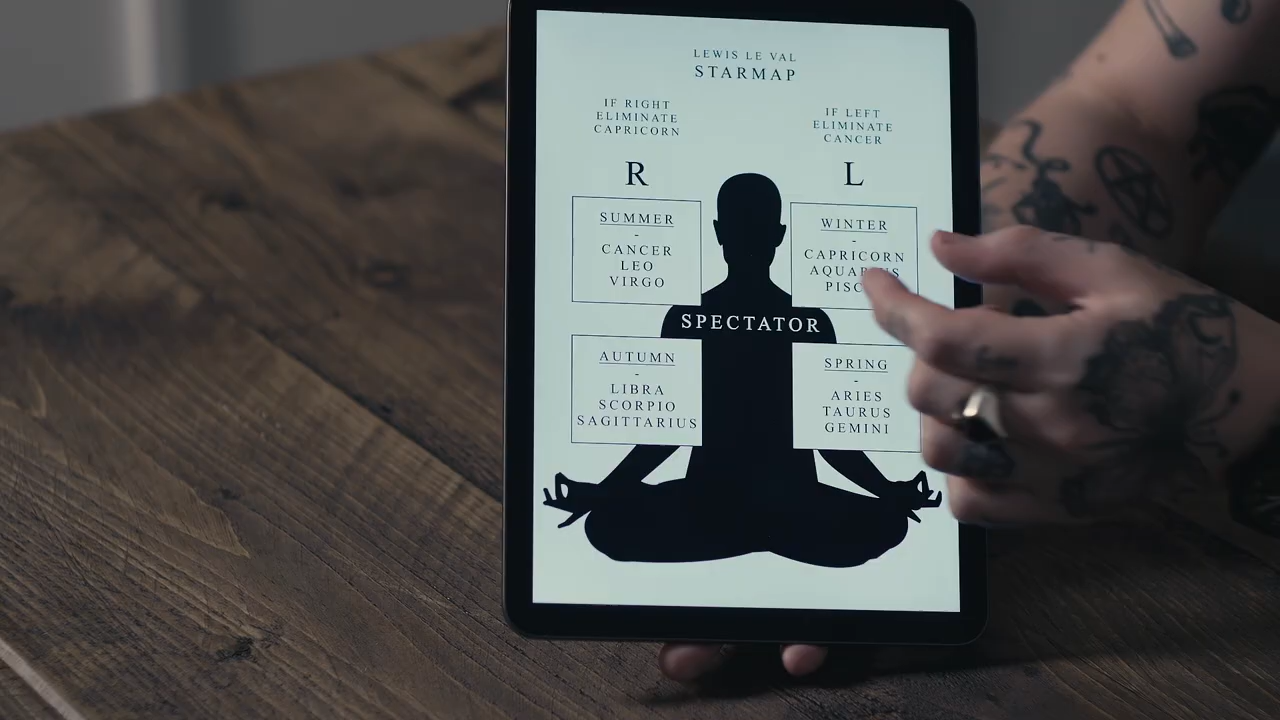 LEWIS LE VAL
STARMAP
IF RIGHT
ELIMINATE
CAPRICORN
IF LEFT
ELIMINATE
CANCER
R
L
SUMMER
-
CANCER
LEO
VIRGO
WINTER
-
CAPRICORN
SPECTATOR
AUTUMN
-
LIBRA
SCORPIO
SAGITTARIUS
SPRING
-
ARIES
TAURUS
GEMINI